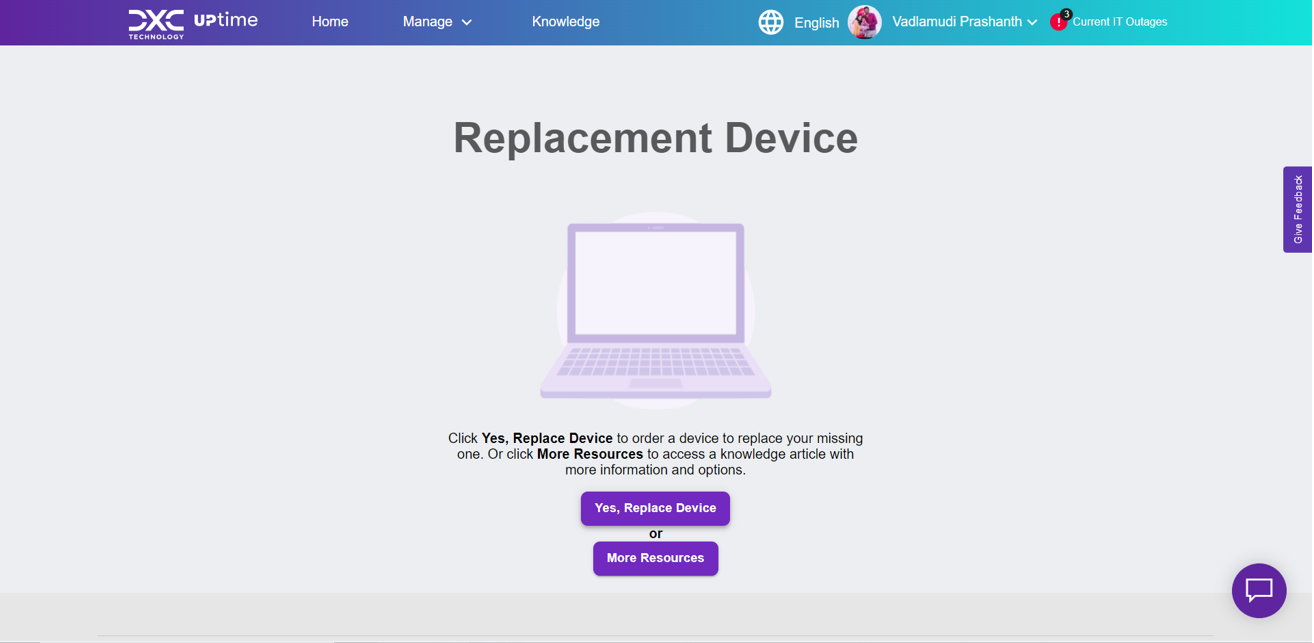 DXC TECHNOLOGY UPtime Home Manage Knowledge English Vadlamudi Prashanth 3 ! Current IT Outages
Replacement Device
Give Feedback
Click Yes, Replace Device to order a device to replace your missing
one. Or click More Resources to access a knowledge article with
more information and options.
Yes, Replace Device
or
More Resources